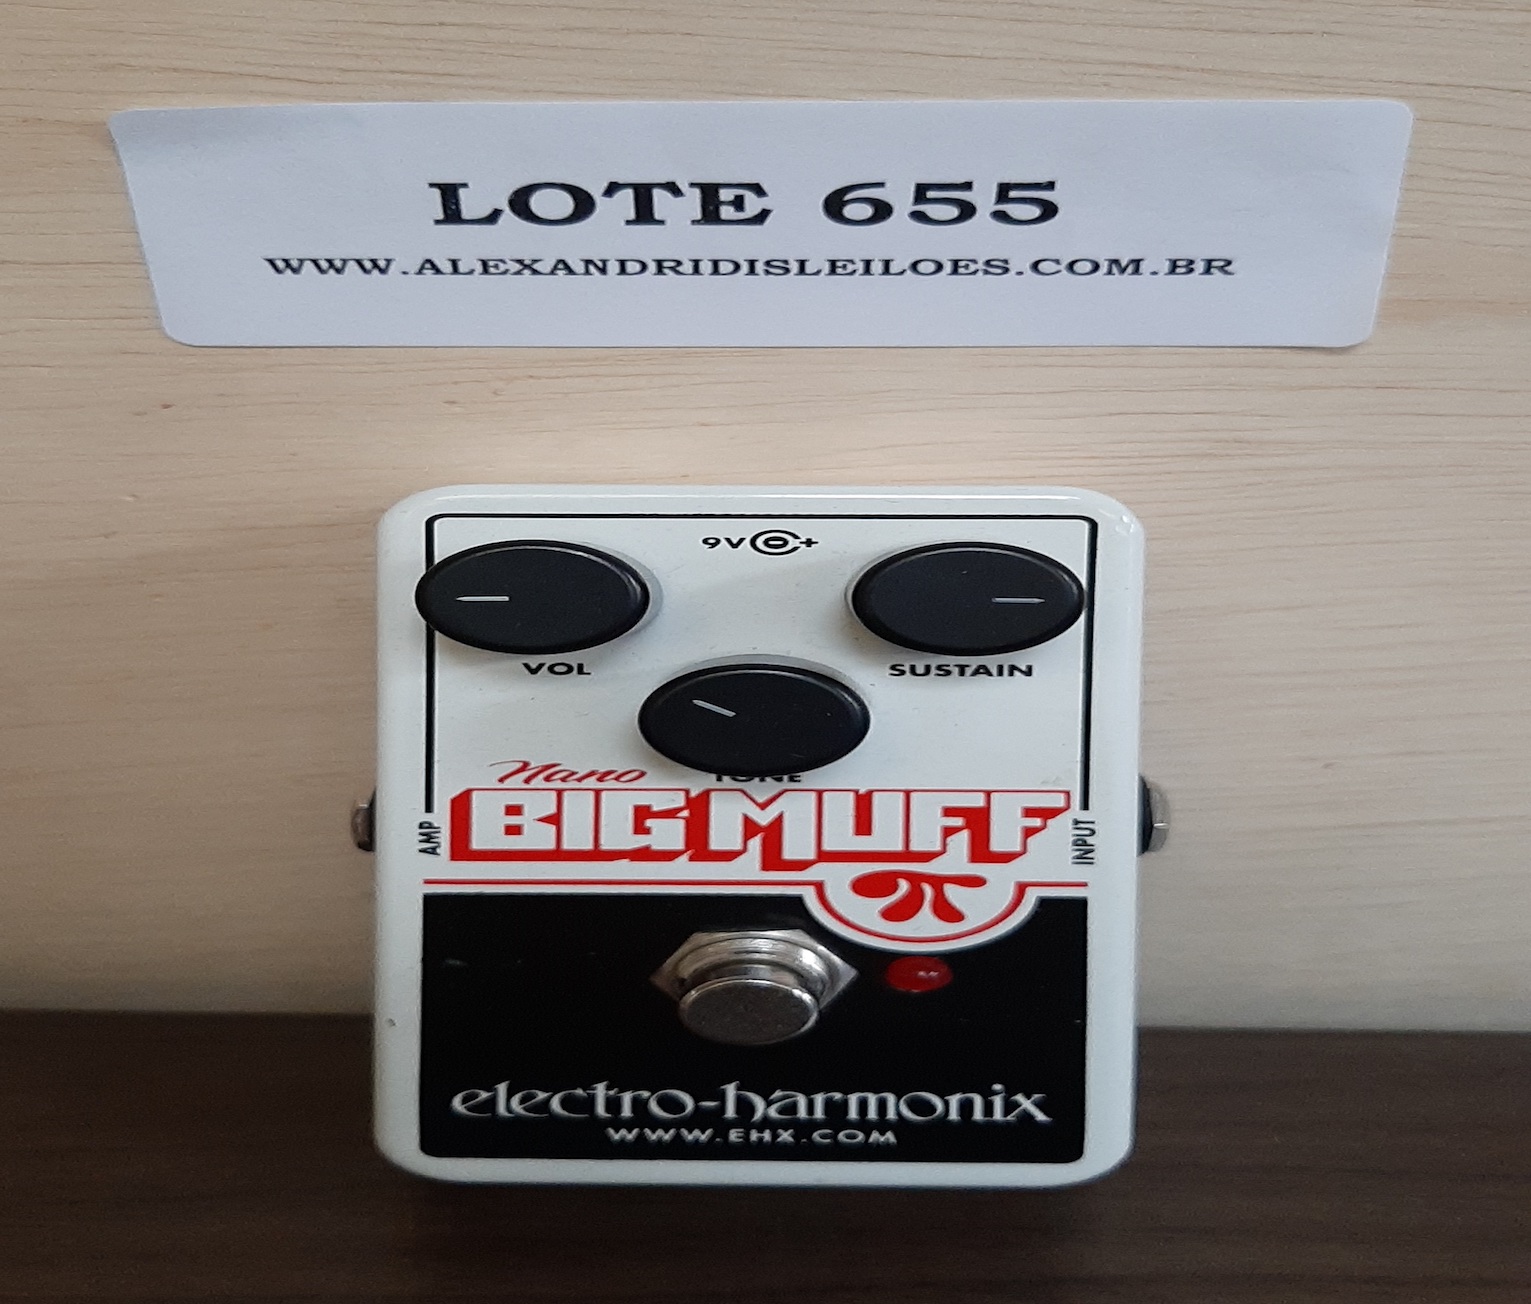 LOTE 655
WWW.ALEXANDRIDISLEILOES.COM.BR
9V +
VOL
SUSTAIN
TONE
Nano
BIG MUFF
AMP
INPUT
π
electro-harmonix
WWW.EHX.COM